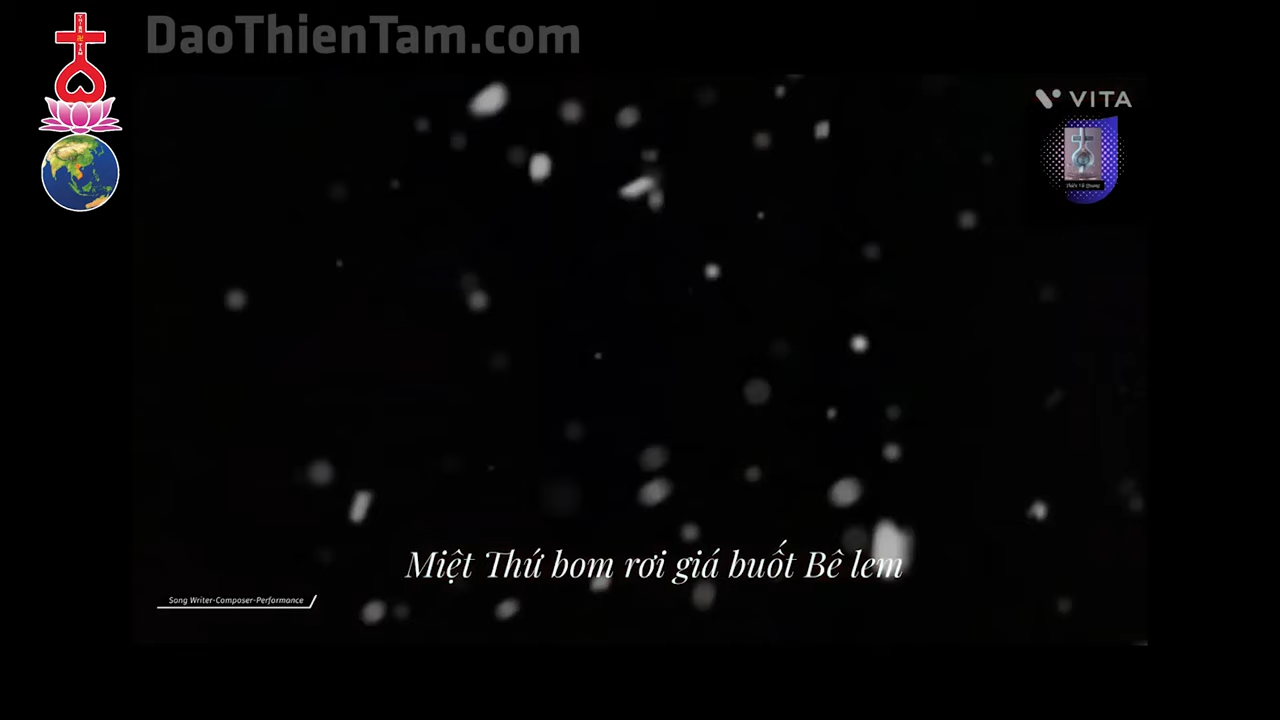 DaoThienTam.com
VITA
Miệt Thứ bom rơi giá buốt Bê lem
Song Writer-Composer-Performance